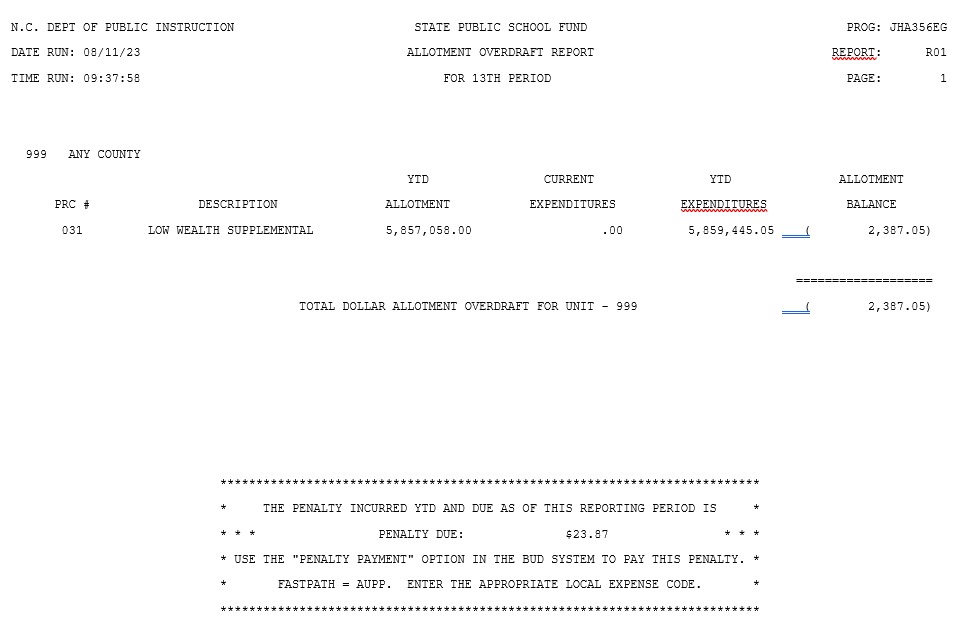 N.C. DEPT OF PUBLIC INSTRUCTION STATE PUBLIC SCHOOL FUND PROG: JHA356EG
DATE RUN: 08/11/23 ALLOTMENT OVERDRAFT REPORT REPORT: R01
TIME RUN: 09:37:58 FOR 13TH PERIOD PAGE: 1
999 ANY COUNTY
YTD CURRENT YTD ALLOTMENT
PRC # DESCRIPTION ALLOTMENT EXPENDITURES EXPENDITURES BALANCE
031 LOW WEALTH SUPPLEMENTAL 5,857,058.00 .00 5,859,445.05 ( 2,387.05)
===================
TOTAL DOLLAR ALLOTMENT OVERDRAFT FOR UNIT - 999 ( 2,387.05)
***************************************************************************
* THE PENALTY INCURRED YTD AND DUE AS OF THIS REPORTING PERIOD IS *
* * * PENALTY DUE: $23.87 * * *
* USE THE "PENALTY PAYMENT" OPTION IN THE BUD SYSTEM TO PAY THIS PENALTY. *
* FASTPATH = AUPP. ENTER THE APPROPRIATE LOCAL EXPENSE CODE. *
***************************************************************************